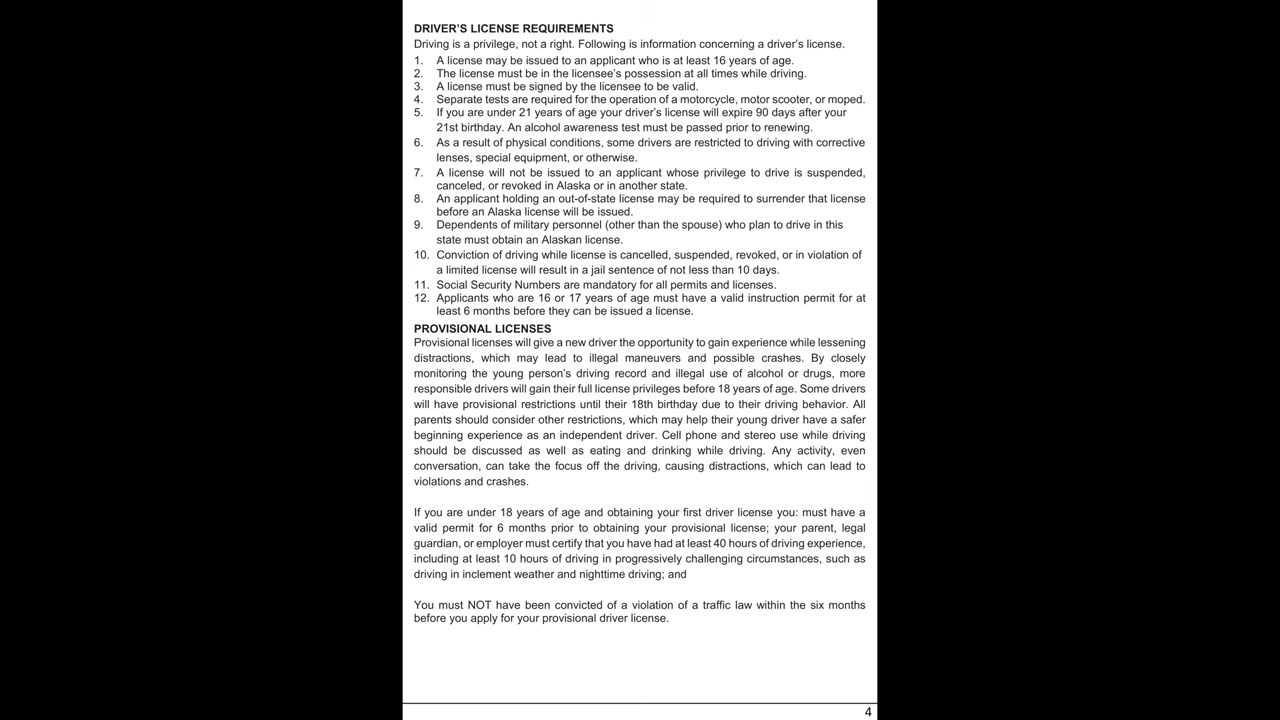 DRIVER'S LICENSE REQUIREMENTS
Driving is a privilege, not a right. Following is information concerning a driver's license.
1. A license may be issued to an applicant who is at least 16 years of age.
2. The license must be in the licensee's possession at all times while driving.
3. A license must be signed by the licensee to be valid.
4. Separate tests are required for the operation of a motorcycle, motor scooter, or moped.
5. If you are under 21 years of age your driver's license will expire 90 days after your
21st birthday. An alcohol awareness test must be passed prior to renewing.
6. As a result of physical conditions, some drivers are restricted to driving with corrective
lenses, special equipment, or otherwise.
7. A license will not be issued to an applicant whose privilege to drive is suspended,
canceled, or revoked in Alaska or in another state.
8. An applicant holding an out-of-state license may be required to surrender that license
before an Alaska license will be issued.
9. Dependents of military personnel (other than the spouse) who plan to drive in this
state must obtain an Alaskan license.
10. Conviction of driving while license is cancelled, suspended, revoked, or in violation of
a limited license will result in a jail sentence of not less than 10 days.
11. Social Security Numbers are mandatory for all permits and licenses.
12. Applicants who are 16 or 17 years of age must have a valid instruction permit for at
least 6 months before they can be issued a license.
PROVISIONAL LICENSES
Provisional licenses will give a new driver the opportunity to gain experience while lessening
distractions, which may lead to illegal maneuvers and possible crashes. By closely
monitoring the young person's driving record and illegal use of alcohol or drugs, more
responsible drivers will gain their full license privileges before 18 years of age. Some drivers
will have provisional restrictions until their 18th birthday due to their driving behavior. All
parents should consider other restrictions, which may help their young driver have a safer
beginning experience as an independent driver. Cell phone and stereo use while driving
should be discussed as well as eating and drinking while driving. Any activity, even
conversation, can take the focus off the driving, causing distractions, which can lead to
violations and crashes.
If you are under 18 years of age and obtaining your first driver license you: must have a
valid permit for 6 months prior to obtaining your provisional license; your parent, legal
guardian, or employer must certify that you have had at least 40 hours of driving experience,
including at least 10 hours of driving in progressively challenging circumstances, such as
driving in inclement weather and nighttime driving; and
You must NOT have been convicted of a violation of a traffic law within the six months
before you apply for your provisional driver license.
4